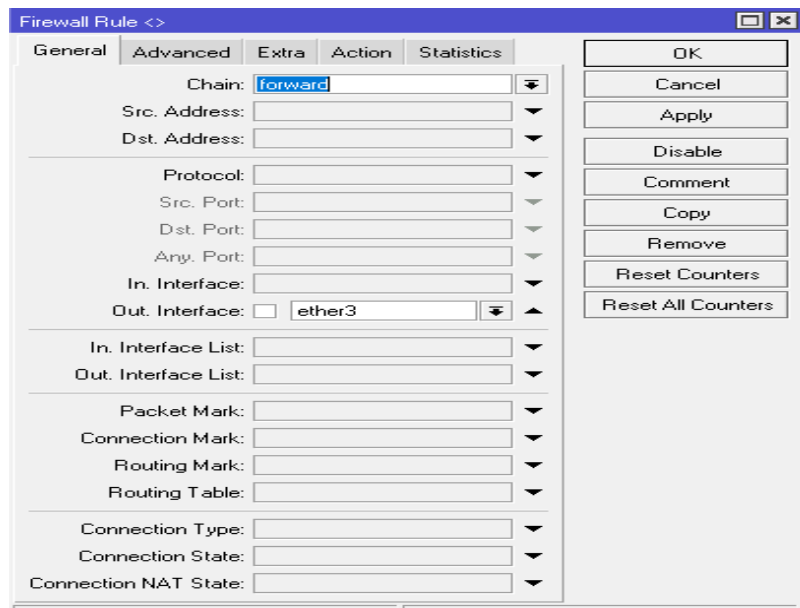 Firewall Rule <>
General Advanced Extra Action Statistics
Chain: forward
Src. Address:
Dst. Address:
Protocol:
Src. Port:
Dst. Port:
Any. Port:
In. Interface:
Out. Interface: ether3
In. Interface List:
Out. Interface List:
Packet Mark:
Connection Mark:
Routing Mark:
Routing Table:
Connection Type:
Connection State:
Connection NAT State:
OK
Cancel
Apply
Disable
Comment
Copy
Remove
Reset Counters
Reset All Counters